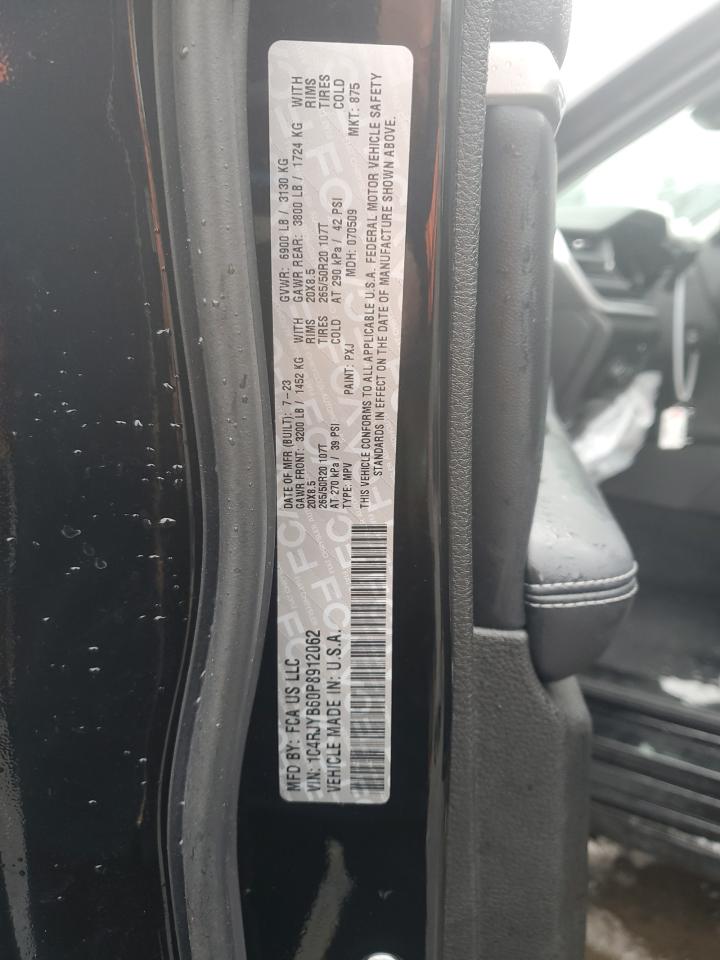 MFD BY: FCA US LLC
VIN: 1C4RJYB60P8912062
VEHICLE MADE IN: U.S.A.
DATE OF MFR (BUILT): 7-23
GAWR FRONT: 3200 LB / 1452 KG WITH
20X8.5 RIMS
265/50R20 107T TIRES
AT 270 kPa / 39 PSI COLD
TYPE: MPV PAINT: PXJ
GVWR: 6900 LB / 3130 KG
GAWR REAR: 3800 LB / 1724 KG WITH
20X8.5 RIMS
265/50R20 107T TIRES
AT 290 kPa / 42 PSI COLD
MDH: 070509 MKT: 875
THIS VEHICLE CONFORMS TO ALL APPLICABLE U.S.A. FEDERAL MOTOR VEHICLE SAFETY
STANDARDS IN EFFECT ON THE DATE OF MANUFACTURE SHOWN ABOVE.